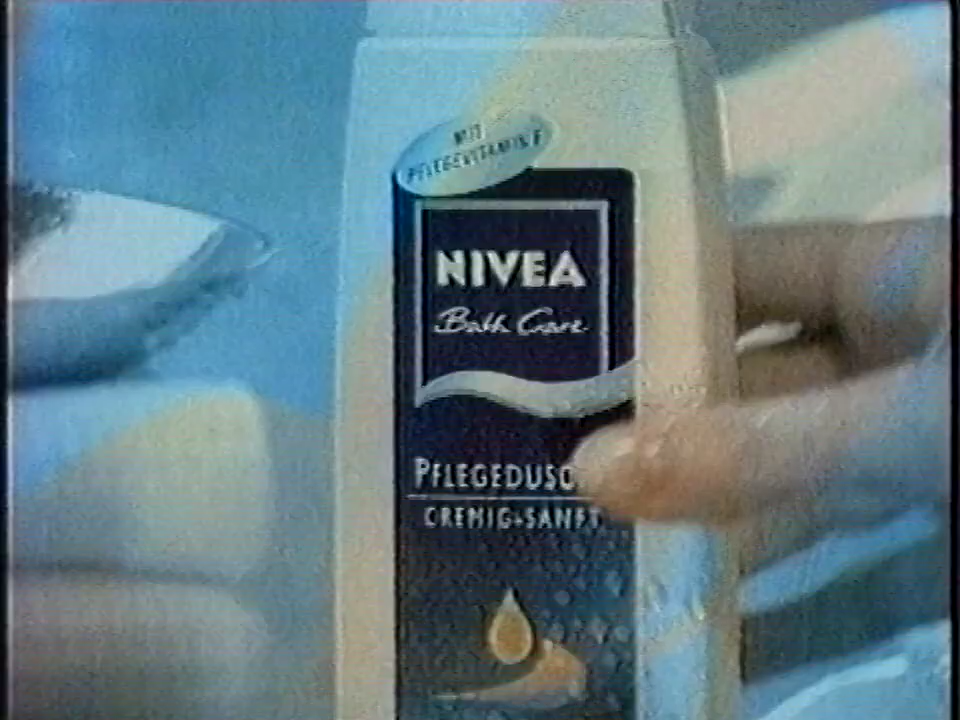 MIT
PFLEGEVITAMIN F
NIVEA
Bath Care
PFLEGEDUSC
CREMIG+SANFT